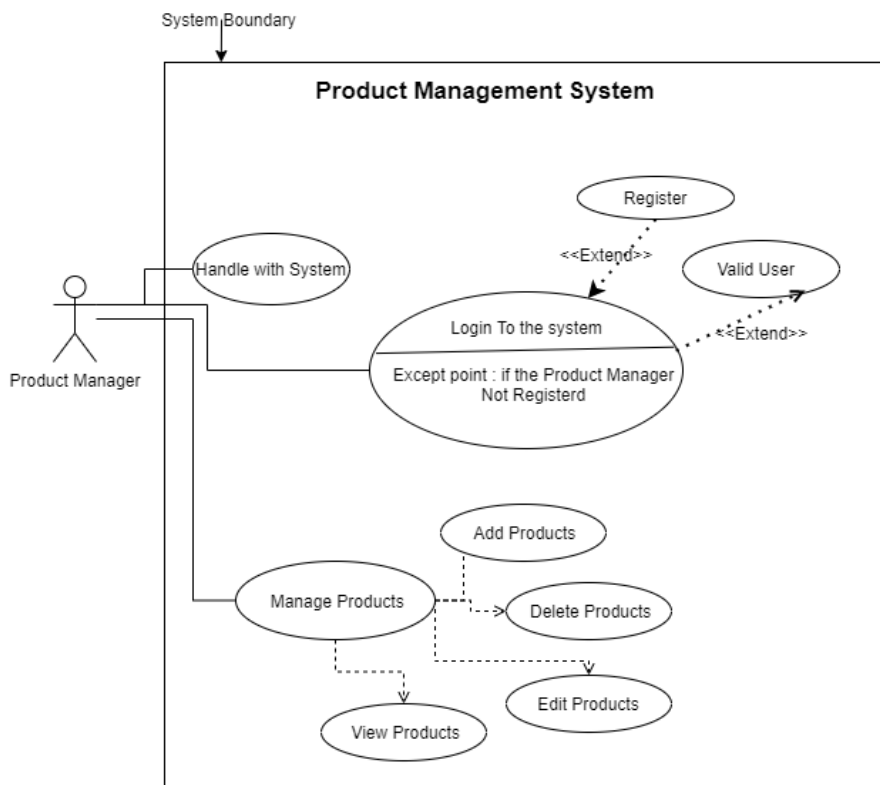 System Boundary
Product Management System
Register
<<Extend>>
Valid User
Handle with System
<<Extend>>
Login To the system
Except point : if the Product Manager
Not Registerd
Product Manager
Add Products
Manage Products
Delete Products
Edit Products
View Products